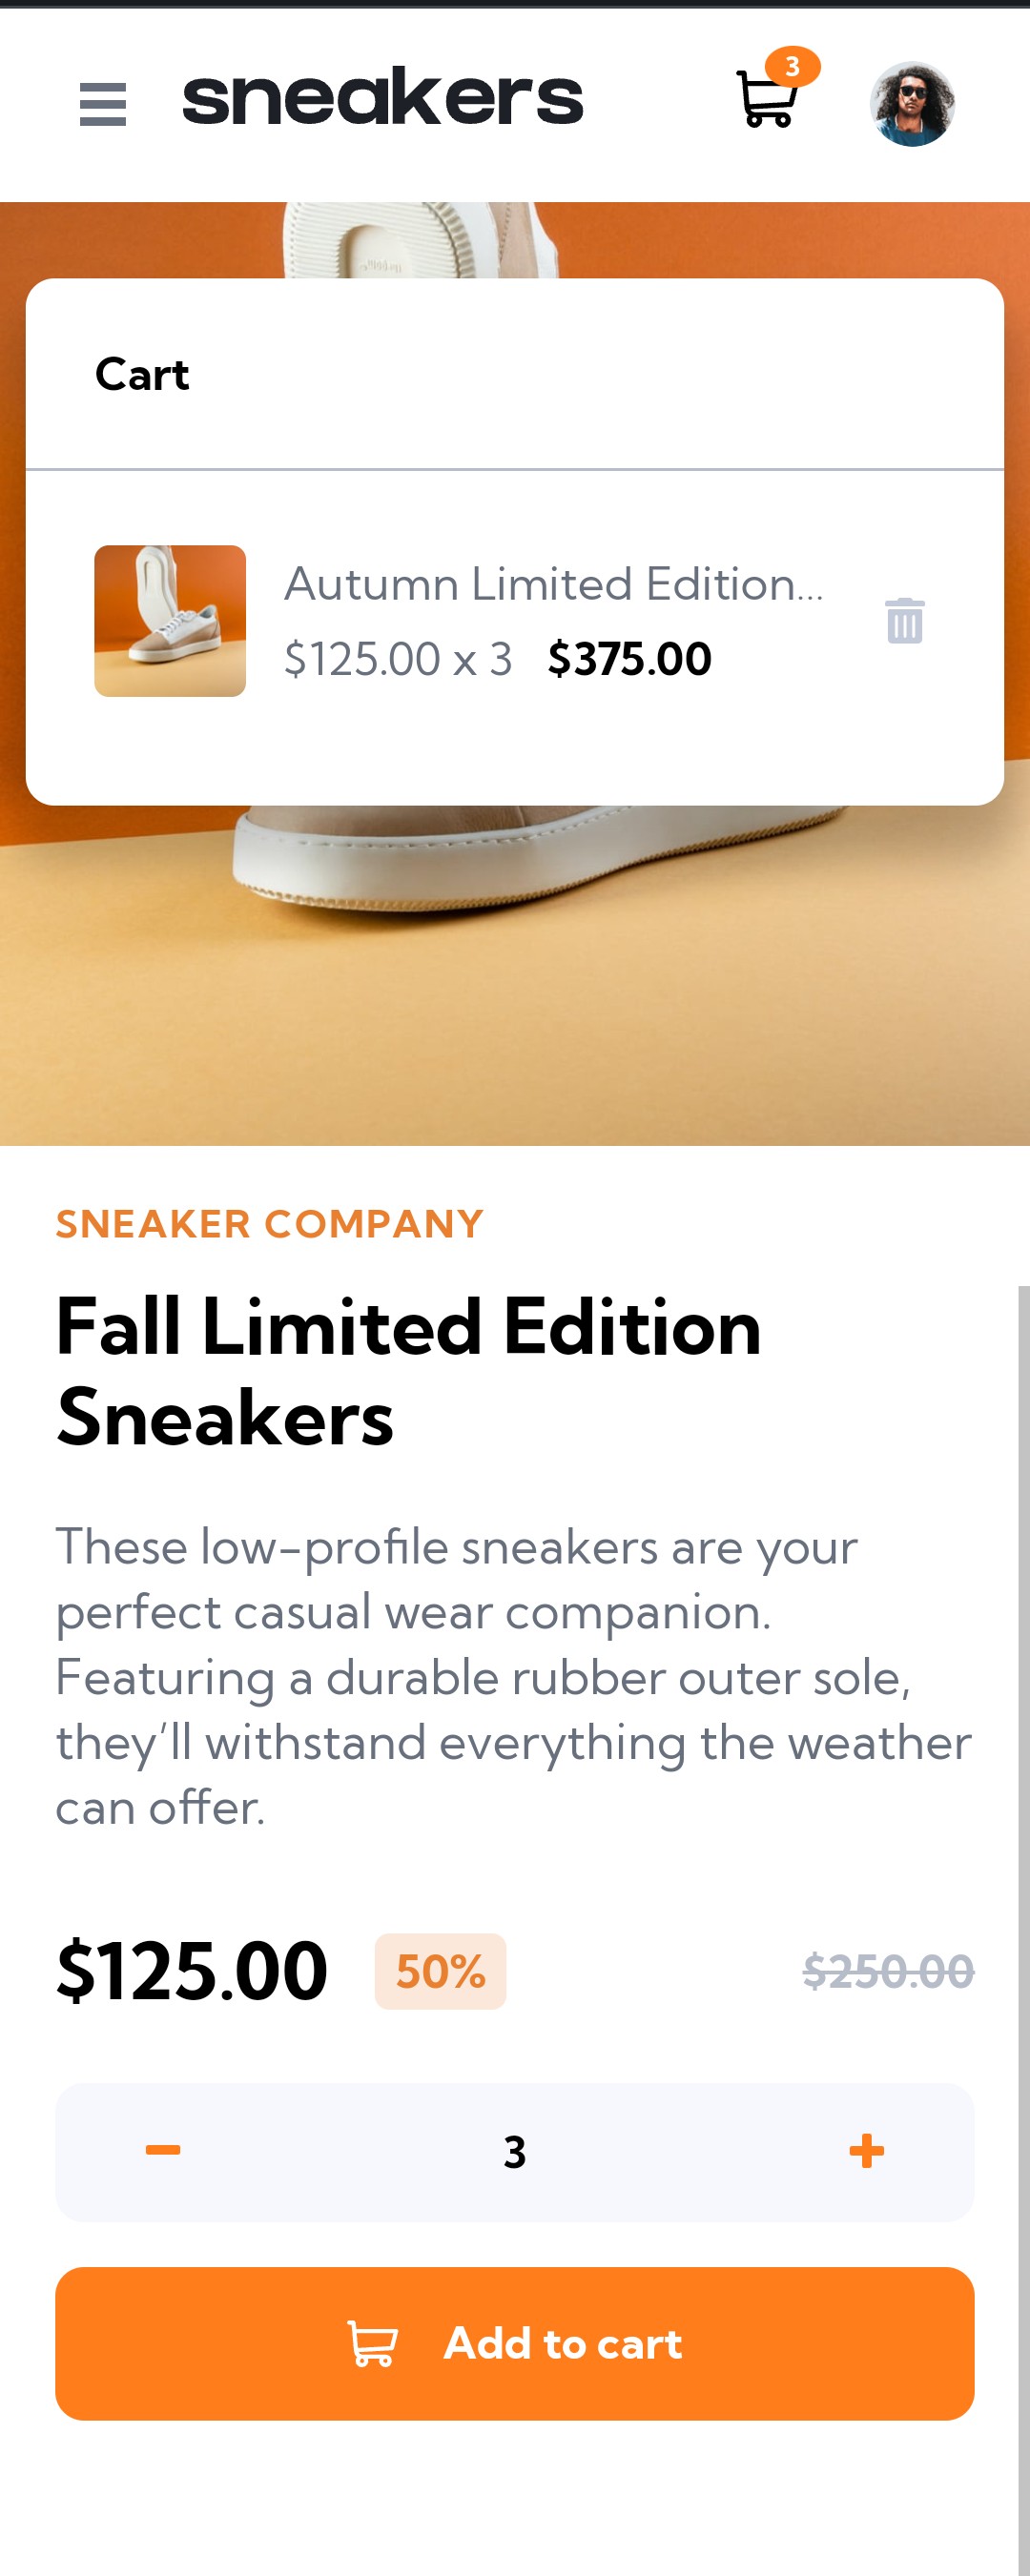 sneakers
3
Cart
Autumn Limited Edition...
$125.00 x 3 $375.00
SNEAKER COMPANY
Fall Limited Edition
Sneakers
These low-profile sneakers are your
perfect casual wear companion.
Featuring a durable rubber outer sole,
they’ll withstand everything the weather
can offer.
$125.00 50% $250.00
3
Add to cart